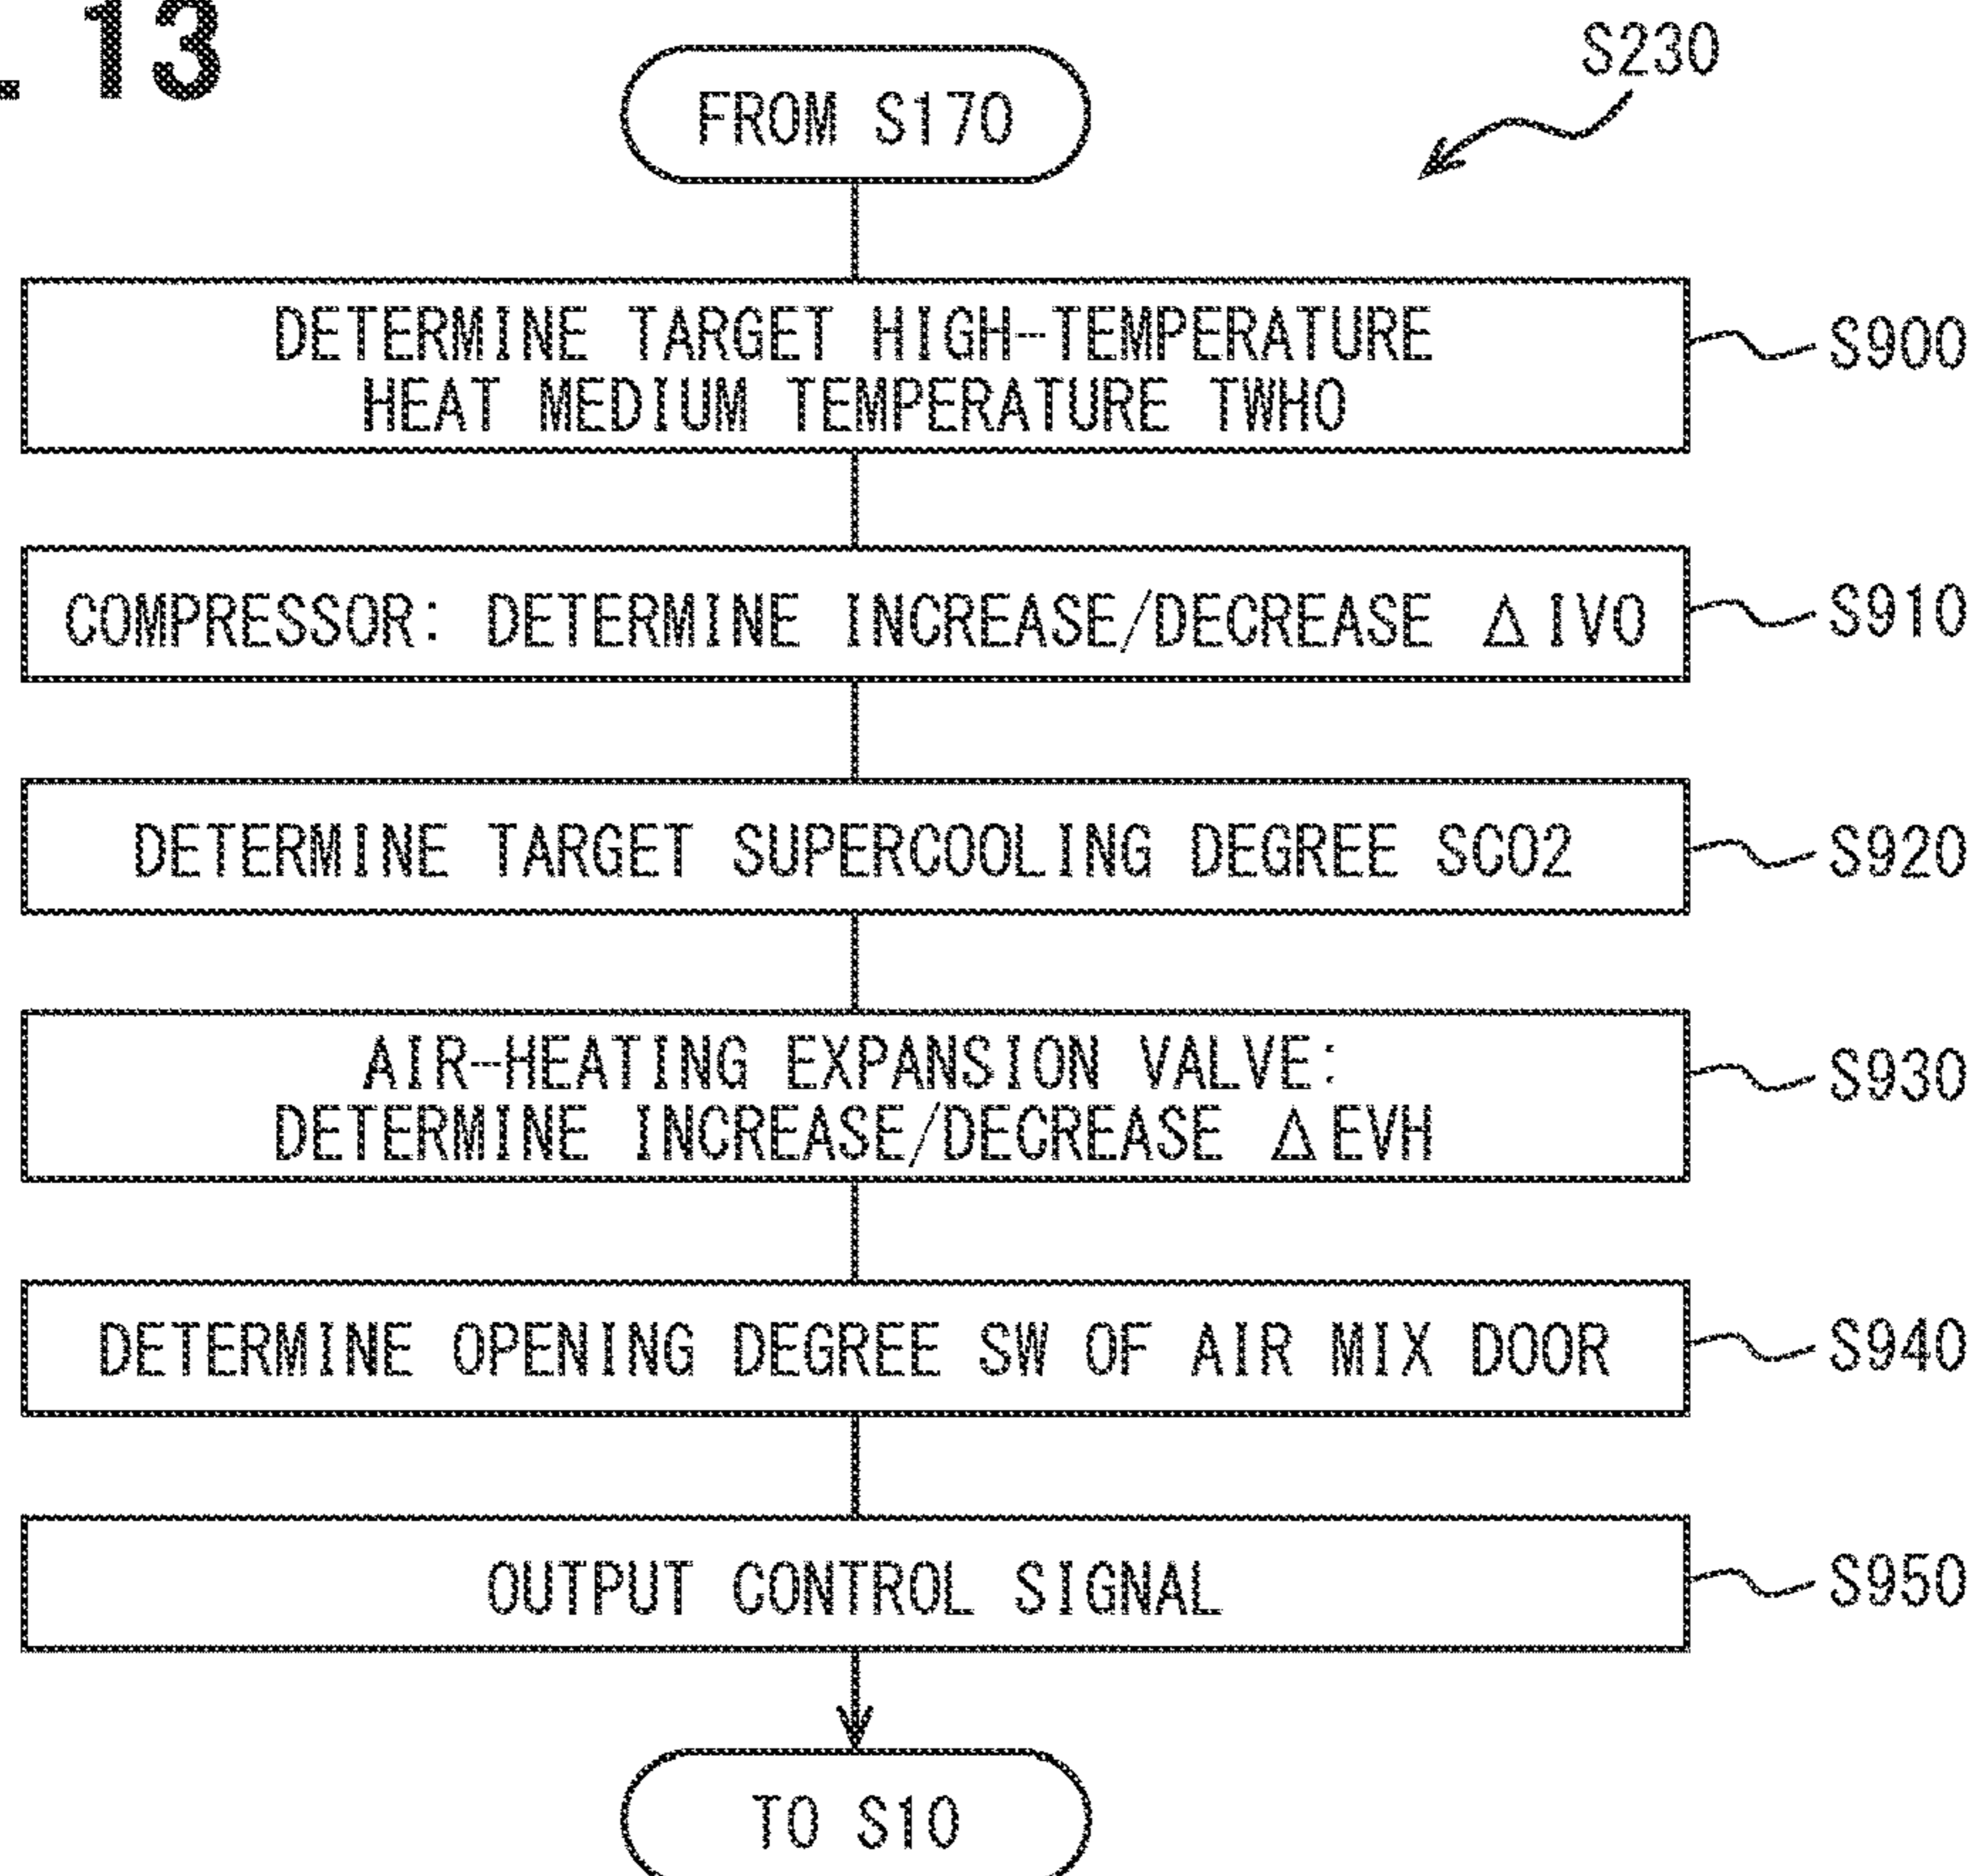 . 13
S230
FROM S170
DETERMINE TARGET HIGH-TEMPERATURE
HEAT MEDIUM TEMPERATURE TWHO
S900
COMPRESSOR: DETERMINE INCREASE/DECREASE ΔIVO
S910
DETERMINE TARGET SUPERCOOLING DEGREE SCO2
S920
AIR-HEATING EXPANSION VALVE:
DETERMINE INCREASE/DECREASE ΔEVH
S930
DETERMINE OPENING DEGREE SW OF AIR MIX DOOR
S940
OUTPUT CONTROL SIGNAL
S950
TO S10